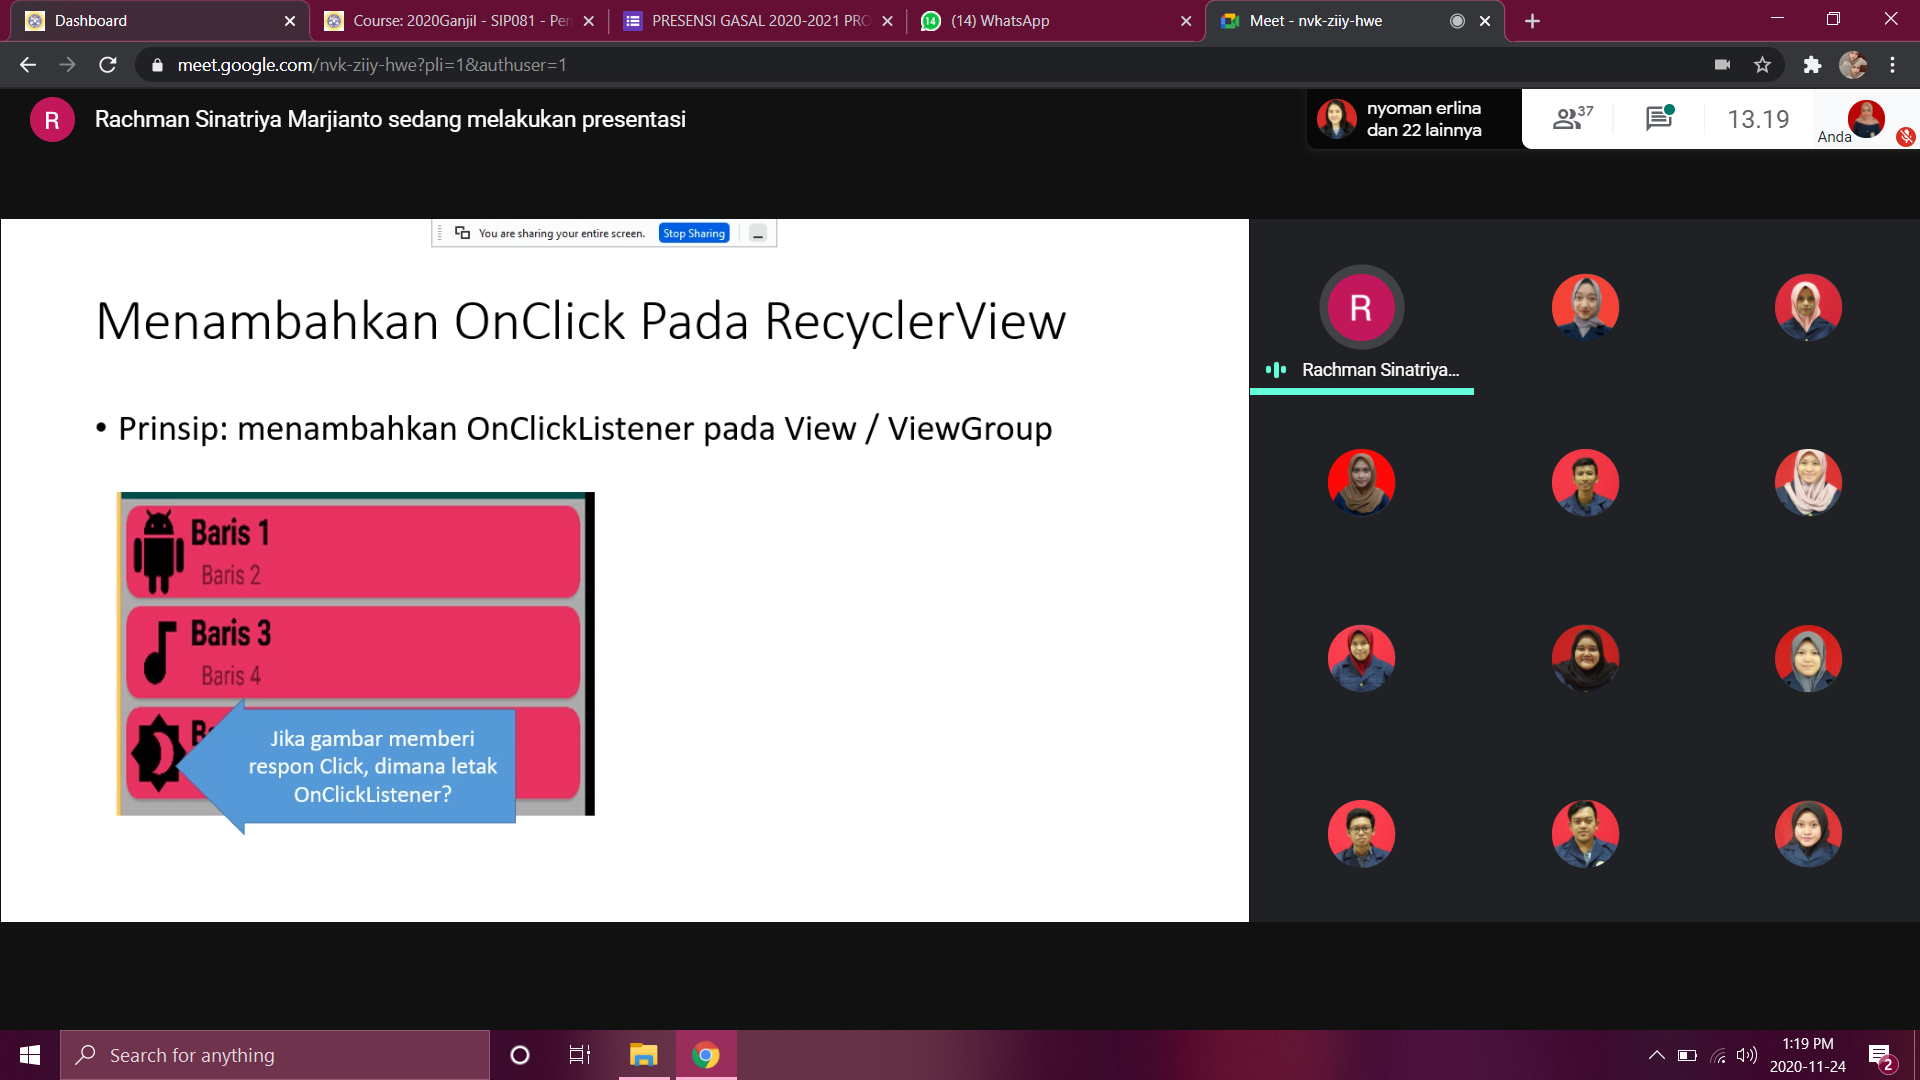 Dashboard
Course: 2020Ganjil - SIP081 - Pen
PRESENSI GASAL 2020-2021 PRO
14
(14) WhatsApp
Meet - nvk-ziiy-hwe
meet.google.com/nvk-ziiy-hwe?pli=1&authuser=1
R
Rachman Sinatriya Marjianto sedang melakukan presentasi
nyoman erlina
dan 22 lainnya
37
13.19
Anda
You are sharing your entire screen.
Stop Sharing
Menambahkan OnClick Pada RecyclerView
• Prinsip: menambahkan OnClickListener pada View / ViewGroup
Baris 1
Baris 2
Baris 3
Baris 4
Jika gambar memberi
respon Click, dimana letak
OnClickListener?
R
Rachman Sinatriya...
Search for anything
1:19 PM
2020-11-24
2